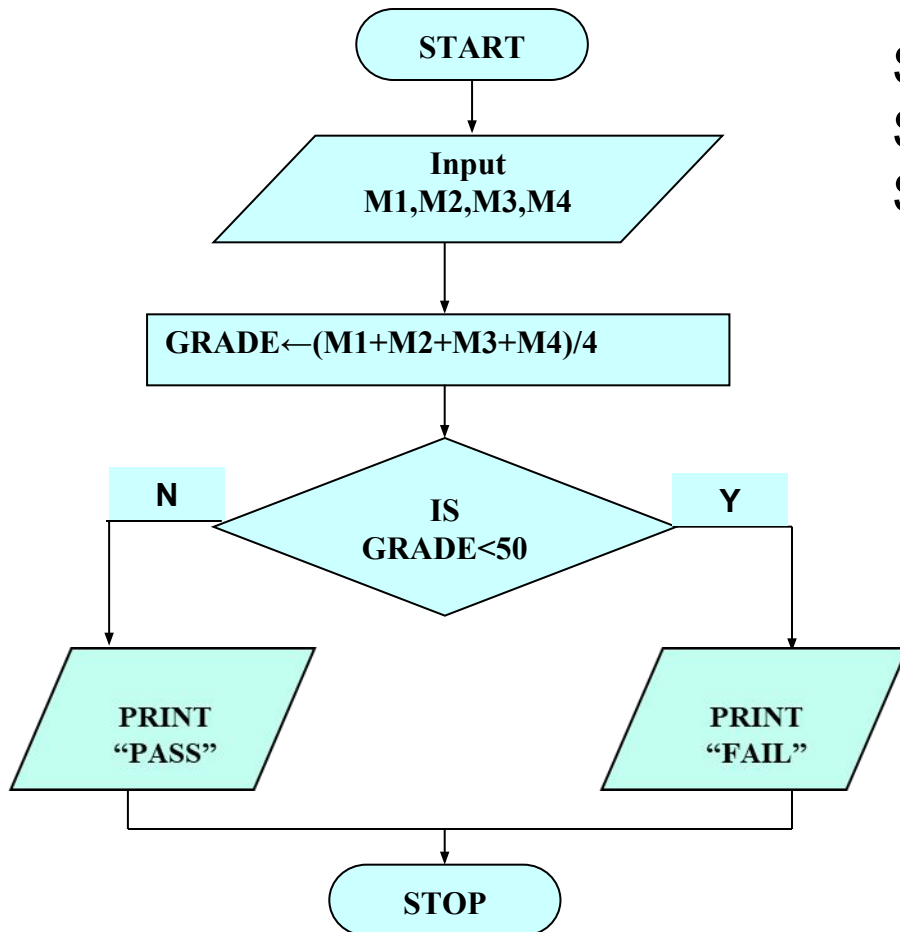 START
Input
M1,M2,M3,M4
GRADE←(M1+M2+M3+M4)/4
N
Y
IS
GRADE<50
PRINT
“PASS”
PRINT
“FAIL”
STOP